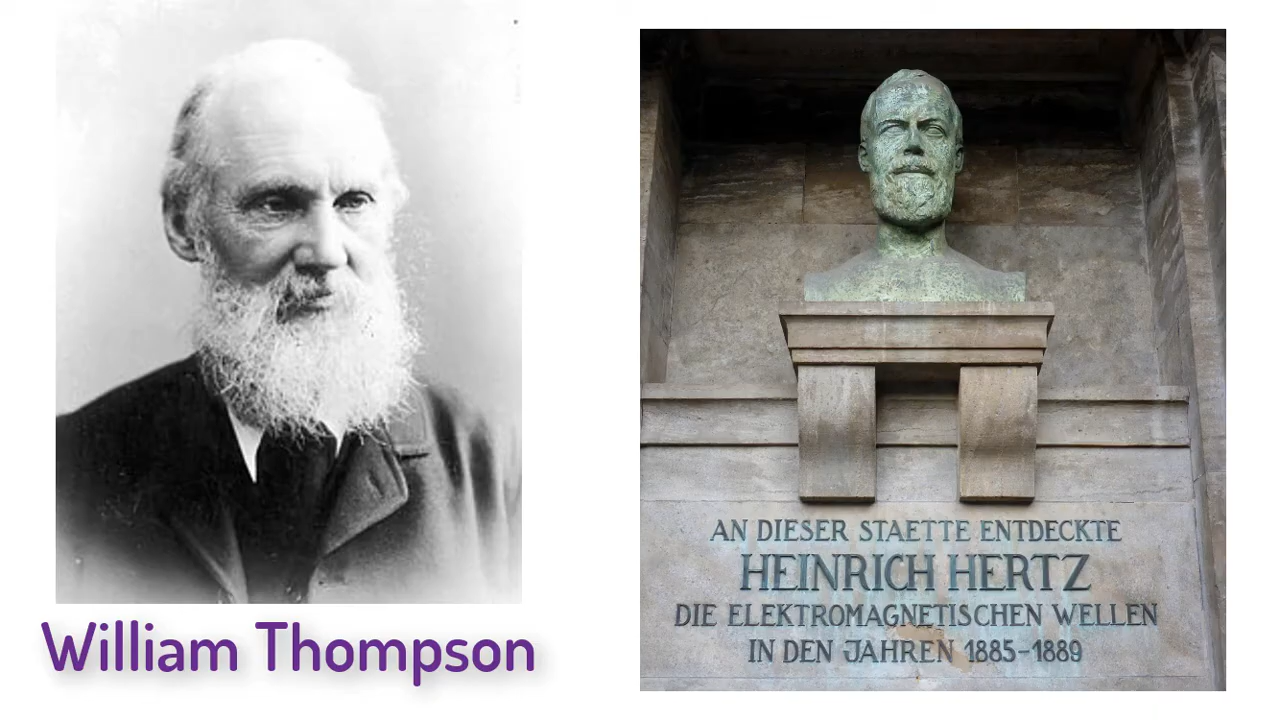 William Thompson
AN DIESER STAETTE ENTDECKTE
HEINRICH HERTZ
DIE ELEKTROMAGNETISCHEN WELLEN
IN DEN JAHREN 1885-1889